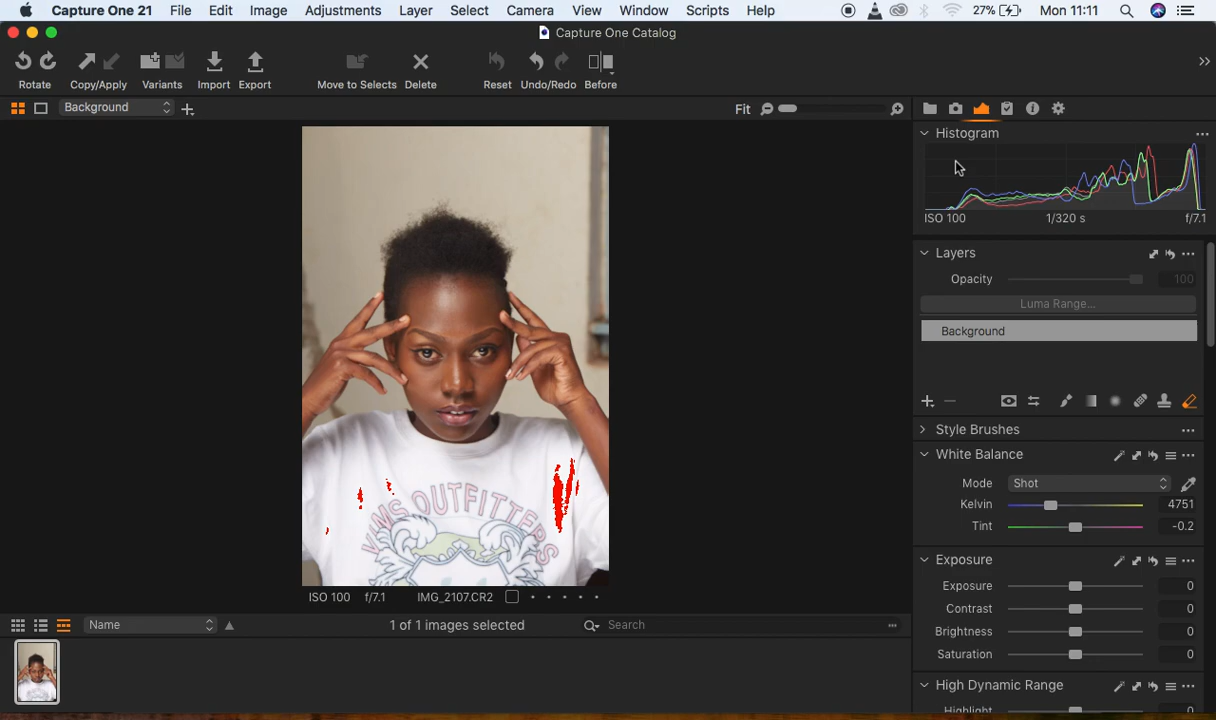 Capture One 21 File Edit Image Adjustments Layer Select Camera View Window Scripts Help 27% Mon 11:11
Capture One Catalog
Rotate Copy/Apply Variants Import Export Move to Selects Delete Reset Undo/Redo Before
Background Fit
Histogram
ISO 100 1/320 s f/7.1
Layers
Opacity 100
Luma Range...
Background
Style Brushes
White Balance
Mode Shot
Kelvin 4751
Tint -0.2
Exposure
Exposure 0
Contrast 0
Brightness 0
Saturation 0
High Dynamic Range
Highlight 0
OUTFITTERS
ISO 100 f/7.1 IMG_2107.CR2
Name 1 of 1 images selected Search